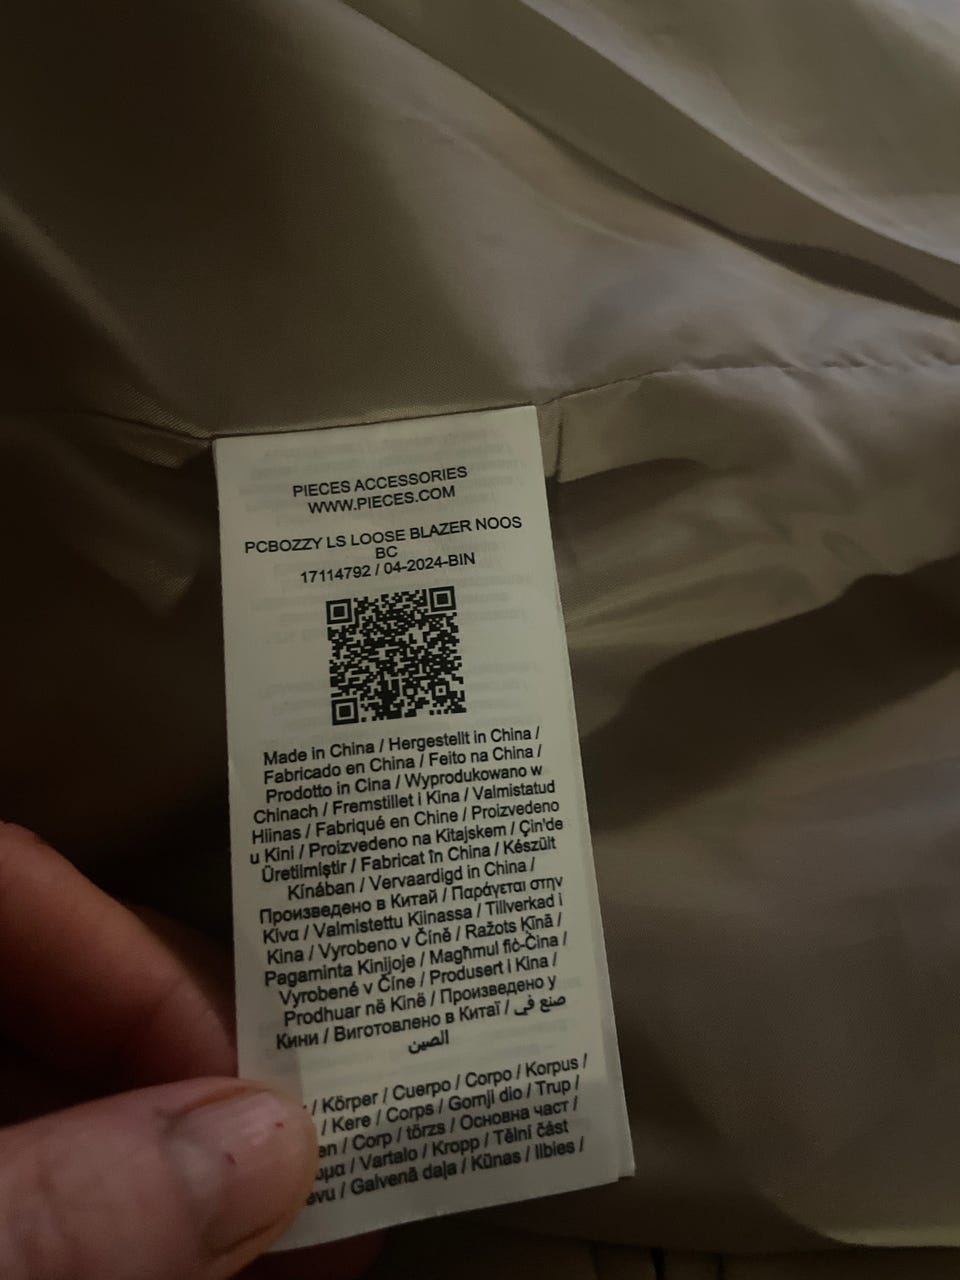 PIECES ACCESSORIES
WWW.PIECES.COM
PCBOZZY LS LOOSE BLAZER NOOS
BC
17114792 / 04-2024-BIN
Made in China / Hergestellt in China /
Fabricado en China / Feito na China /
Prodotto in Cina / Wyprodukowano w
Chinach / Fremstillet i Kina / Valmistatud
Hiinas / Fabriqué en Chine / Proizvedeno
u Kini / Proizvedeno na Kitajskem / Çin'de
Üretilmiştir / Fabricat în China / Készült
Kínában / Vervaardigd in China /
Произведено в Китай / Παράγεται στην
Κίνα / Valmistettu Kiinassa / Tillverkad i
Kina / Vyrobeno v Číně / Ražots Ķīnā /
Pagaminta Kinijoje / Magħmul fiċ-Ċina /
Vyrobené v Číne / Produsert i Kina /
Prodhuar në Kinë / Произведено у
Кини / Виготовлено в Китаї / صنع في
الصين
/ Körper / Cuerpo / Corpo / Korpus /
/ Kere / Corps / Gornji dio / Trup /
/ Corp / törzs / Основна част /
/ Vartalo / Kropp / Tělní část
/ Galvenā daļa / Kūnas / Ilbies /